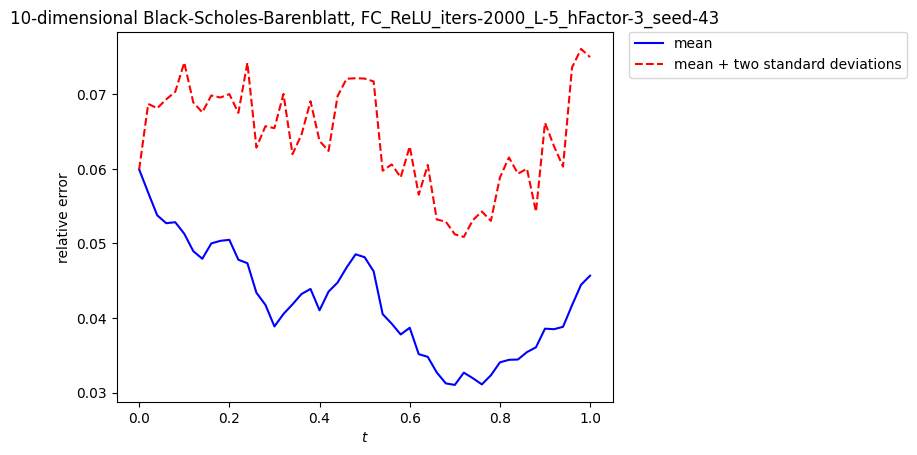 10-dimensional Black-Scholes-Barenblatt, FC_ReLU_iters-2000_L-5_hFactor-3_seed-43
mean
mean + two standard deviations
relative error
0.07
0.06
0.05
0.04
0.03
0.0 0.2 0.4 0.6 0.8 1.0
t